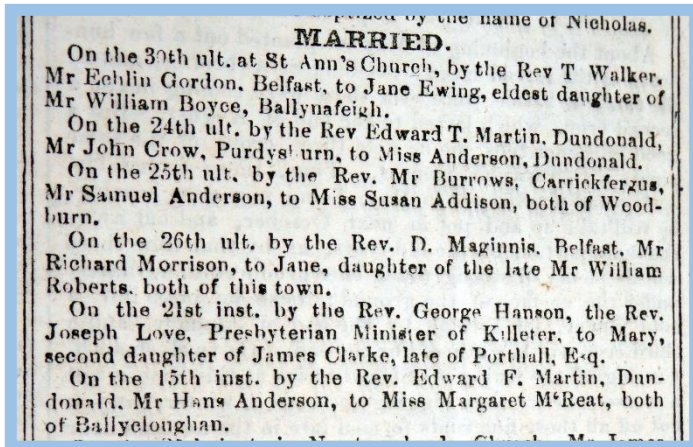 by the name of Nicholas.
MARRIED.
On the 30th ult. at St Ann's Church, by the Rev T Walker,
Mr Echlin Gordon. Belfast, to Jane Ewing, eldest daughter of
Mr William Boyce, Ballynafeigh.
On the 24th ult. by the Rev Edward T. Martin, Dundonald,
Mr John Crow, Purdysburn, to Miss Anderson, Dundonald.
On the 25th ult. by the Rev. Mr Burrows, Carrickfergus,
Mr Samuel Anderson, to Miss Susan Addison, both of Wood-
burn.
On the 26th ult. by the Rev. D. Maginnis, Belfast, Mr
Richard Morrison, to Jane, daughter of the late Mr William
Roberts, both of this town.
On the 21st inst. by the Rev. George Hanson, the Rev.
Joseph Love, Presbyterian Minister of Killeter, to Mary,
second daughter of James Clarke, late of Porthall, Esq.
On the 15th inst. by the Rev. Edward F. Martin, Dun-
donald, Mr Hans Anderson, to Miss Margaret M'Reat, both
of Ballycloughan.